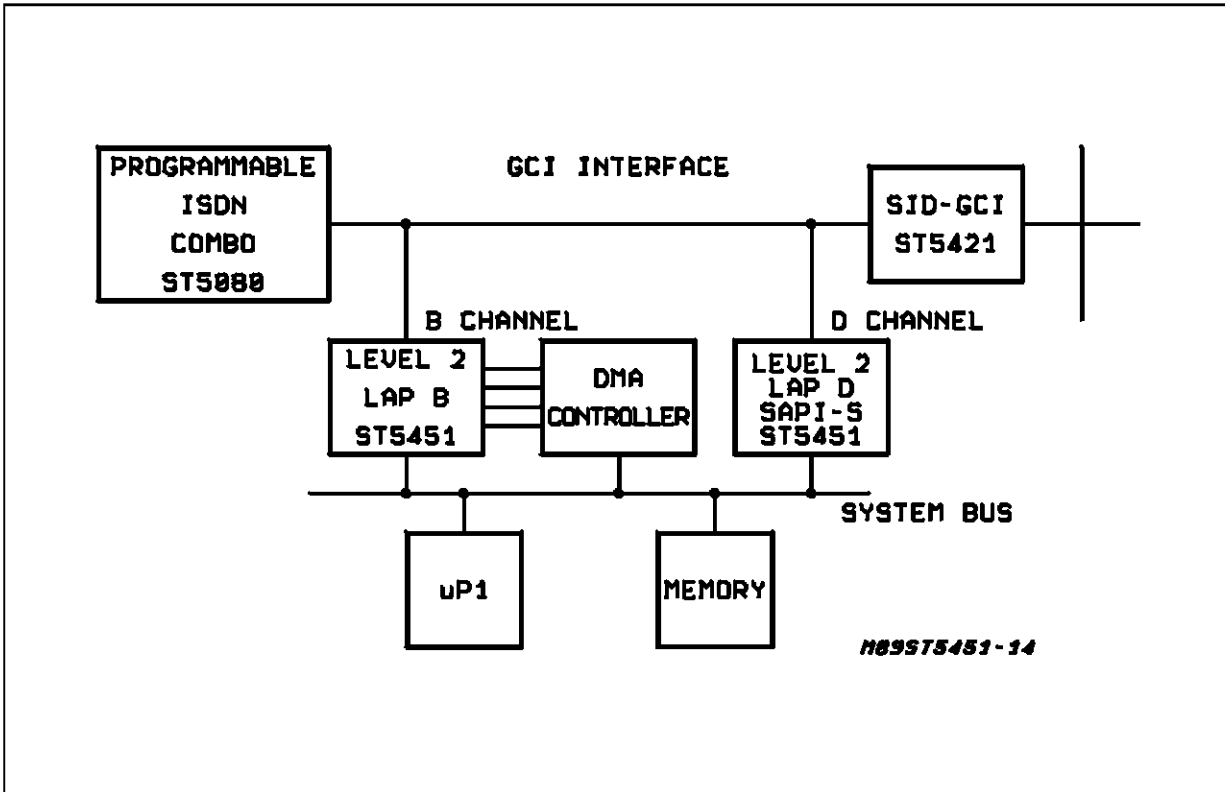 PROGRAMMABLE
ISDN
COMBO
ST5080
GCI INTERFACE
SID-GCI
ST5421
B CHANNEL
D CHANNEL
LEVEL 2
LAP B
ST5451
DMA
CONTROLLER
LEVEL 2
LAP D
SAPI-S
ST5451
SYSTEM BUS
uP1
MEMORY
M89ST5451-14